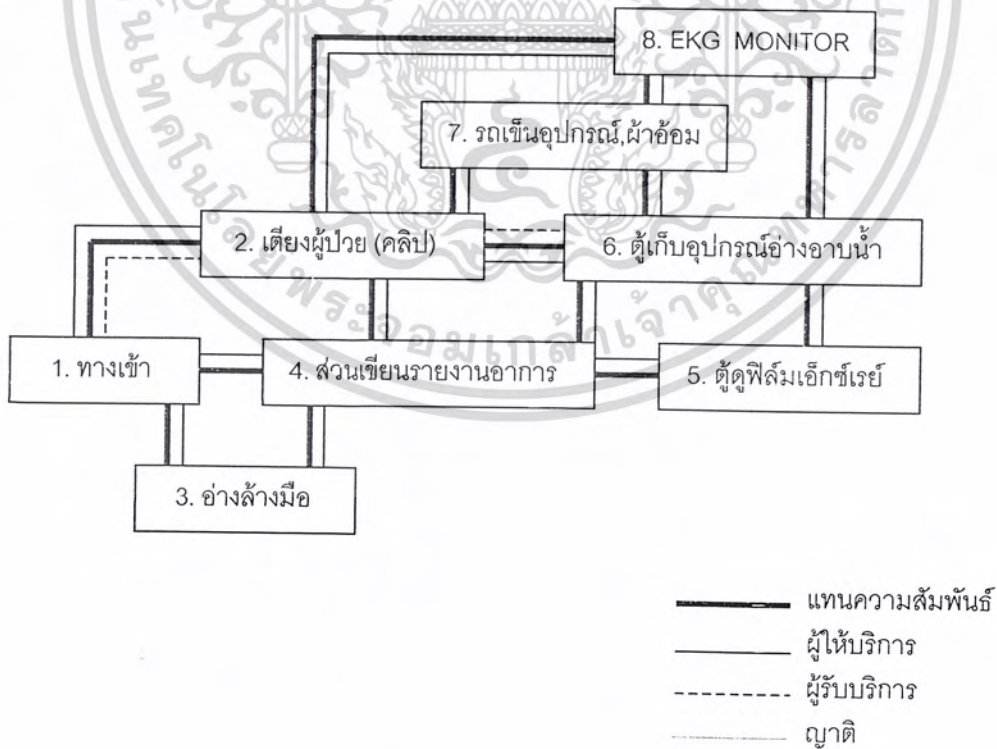 8. EKG MONITOR
7. รถเข็นอุปกรณ์,ผ้าอ้อม
2. เตียงผู้ป่วย (คลิป)
6. ตู้เก็บอุปกรณ์อ่างอาบน้ำ
1. ทางเข้า
4. ส่วนเขียนรายงานอาการ
5. ตู้ดูฟิล์มเอ็กซ์เรย์
3. อ่างล้างมือ
แทนความสัมพันธ์
ผู้ให้บริการ
ผู้รับบริการ
ญาติ